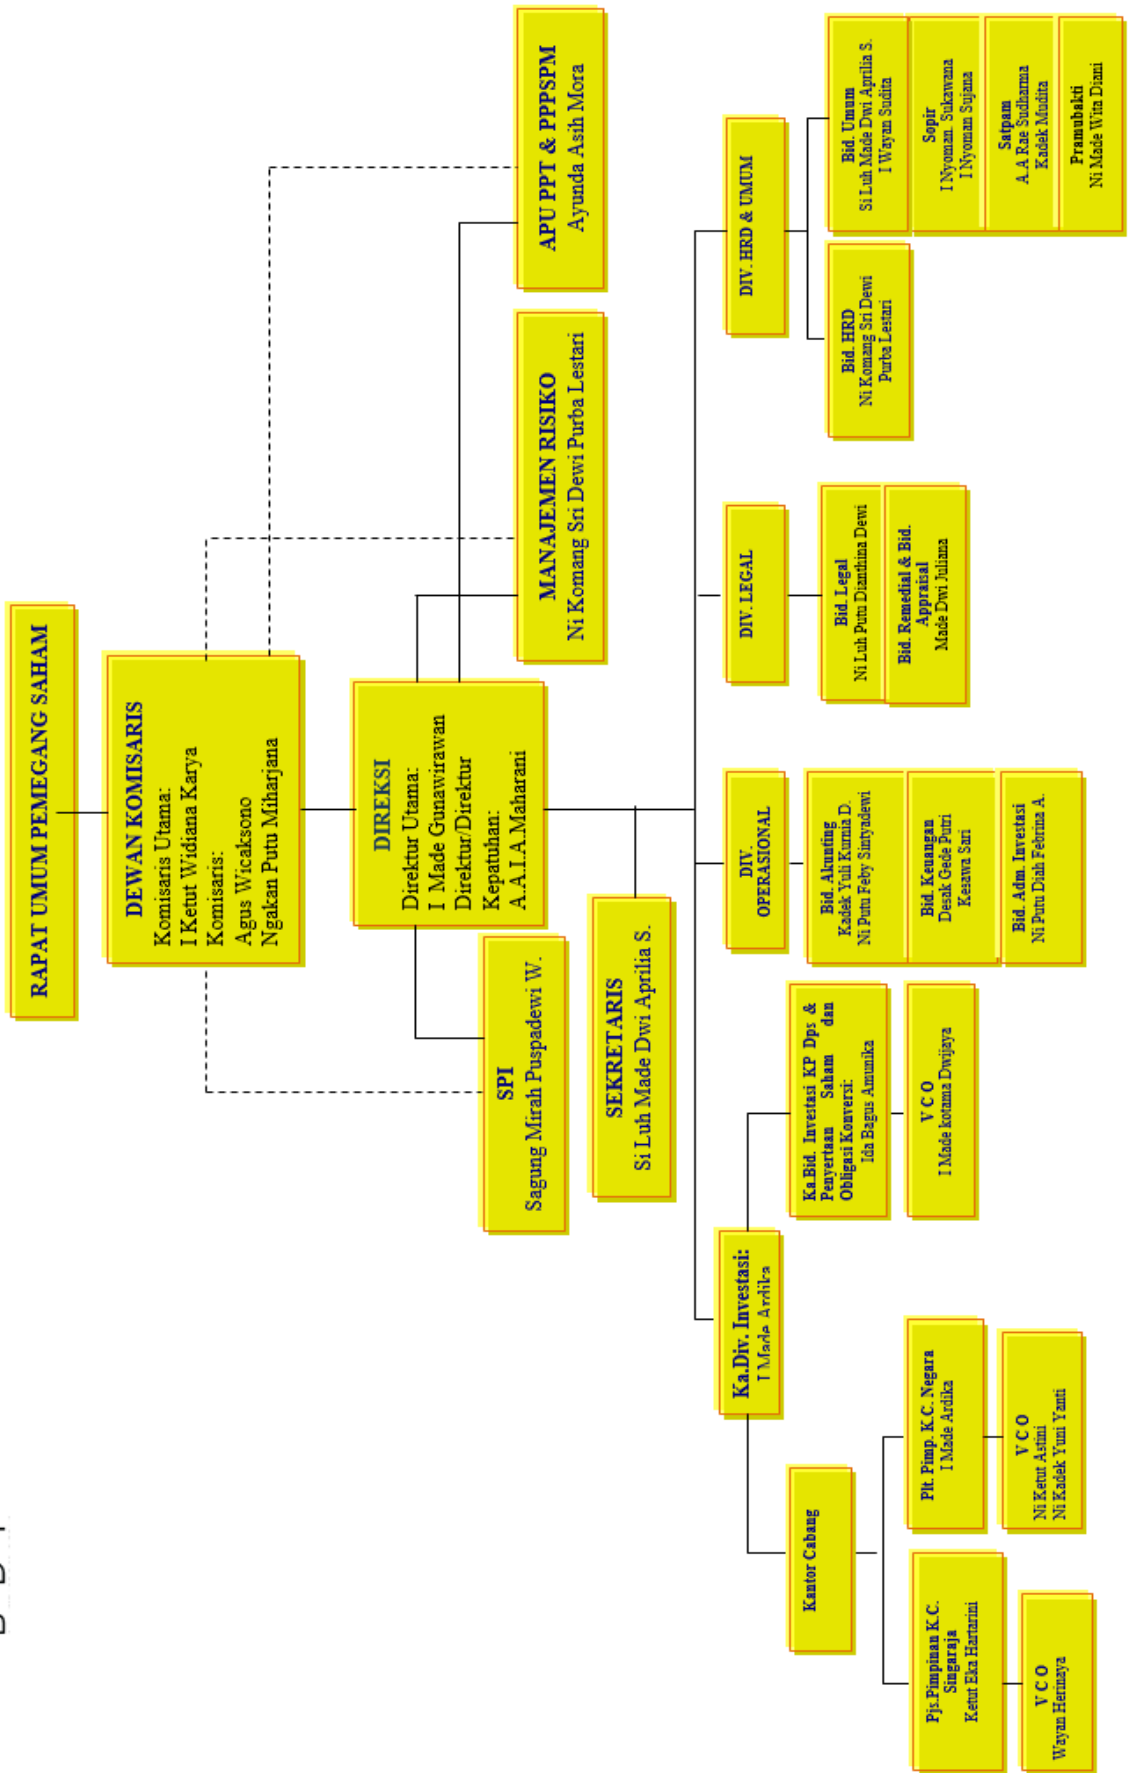 RAPAT UMUM PEMEGANG SAHAM
DEWAN KOMISARIS
Komisaris Utama:
I Ketut Widiana Karya
Komisaris:
Agus Wicaksono
Ngakan Putu Miharjana
DIREKSI
Direktur Utama:
I Made Gunawirawan
Direktur/Direktur
Kepatuhan:
A.A.I.A.Maharani
SPI
Sagung Mirah Puspadewi W.
MANAJEMEN RISIKO
Ni Komang Sri Dewi Purba Lestari
APU PPT & PPPSPM
Ayunda Asih Mora
SEKRETARIS
Si Luh Made Dwi Aprilia S.
Ka.Div. Investasi:
I Made Ardika
DIV.
OPERASIONAL
DIV. LEGAL
DIV. HRD & UMUM
Kantor Cabang
Ka.Bid. Investasi KP Dps &
Penyertaan Saham dan
Obligasi Konversi:
Ida Bagus Amunika
Bid. Akunting
Kadek Yuli Kurnia D.
Ni Putu Feby Sintyadewi
Bid. Keuangan
Desak Gede Putri
Kesawa Sari
Bid. Adm. Investasi
Ni Putu Diah Febrina A.
Bid. Legal
Ni Luh Putu Dianthina Dewi
Bid. Remedial & Bid.
Appraisal
Made Dwi Juliana
Bid. HRD
Ni Komang Sri Dewi
Purba Lestari
Bid. Umum
Si Luh Made Dwi Aprilia S.
I Wayan Sudita
Sopir
I Nyoman. Sukawana
I Nyoman Sujana
Satpam
A.A Rae Sudharma
Kadek Mudita
Pramubakti
Ni Made Wita Diani
Pjs.Pimpinan K.C.
Singaraja
Ketut Eka Hartarini
Plt. Pimp. K.C. Negara
I Made Ardika
V C O
I Made kotama Dwijaya
V C O
Wayan Herinaya
V C O
Ni Ketut Astini
Ni Kadek Yuni Yanti